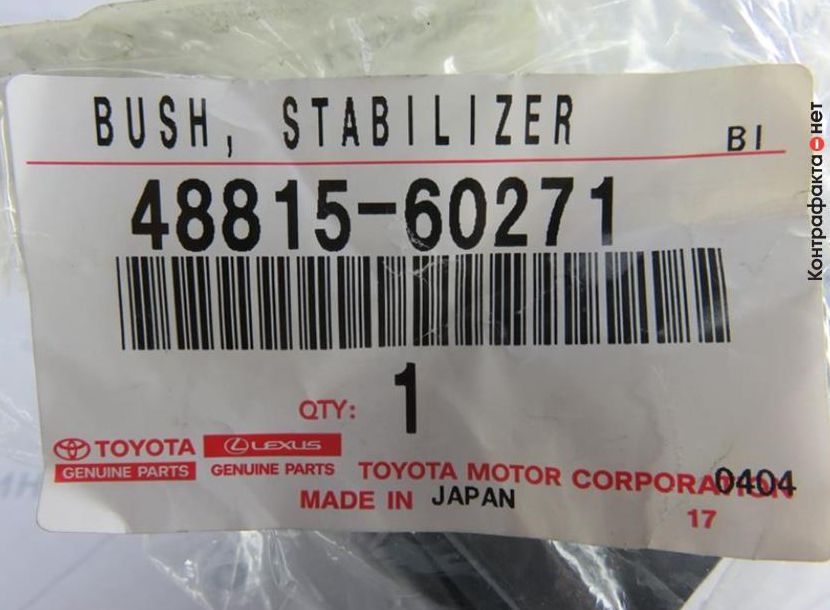 BUSH, STABILIZER
BI
48815-60271
QTY: 1
TOYOTA
GENUINE PARTS
LEXUS
GENUINE PARTS
TOYOTA MOTOR CORPORATION
0404
MADE IN JAPAN
17
Контрафакта нет